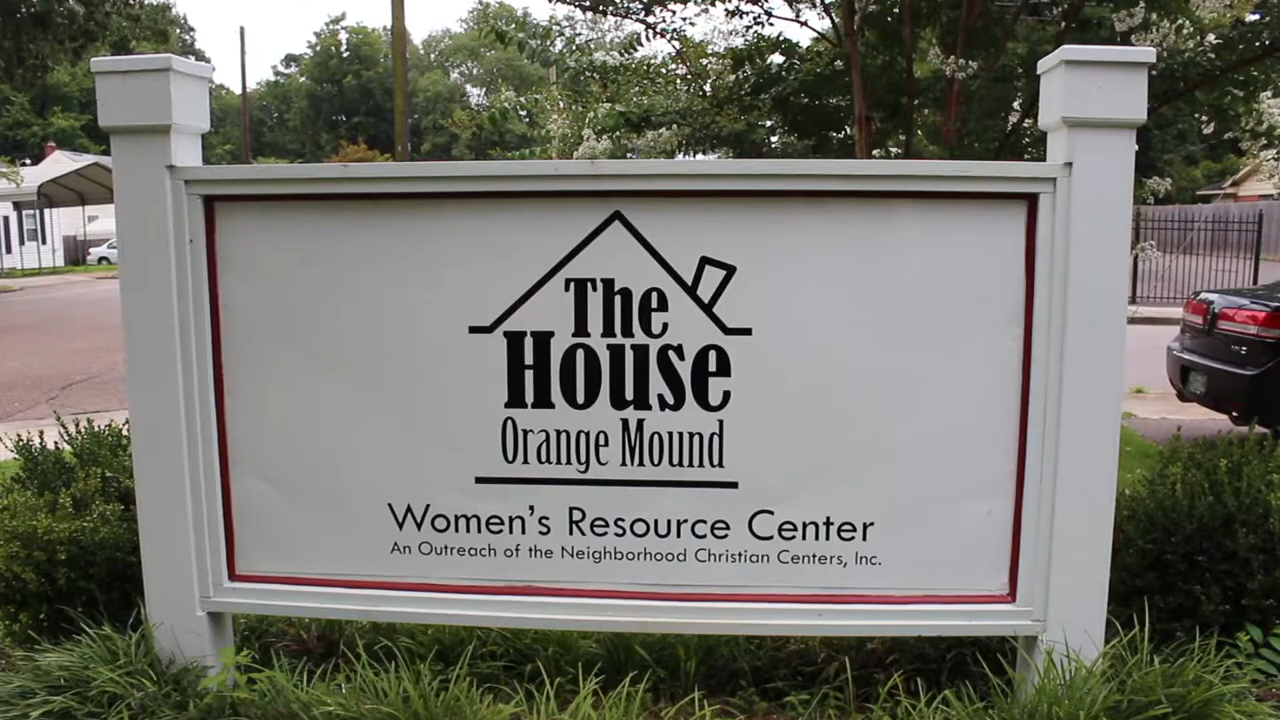 The
House
Orange Mound
Women's Resource Center
An Outreach of the Neighborhood Christian Centers, Inc.